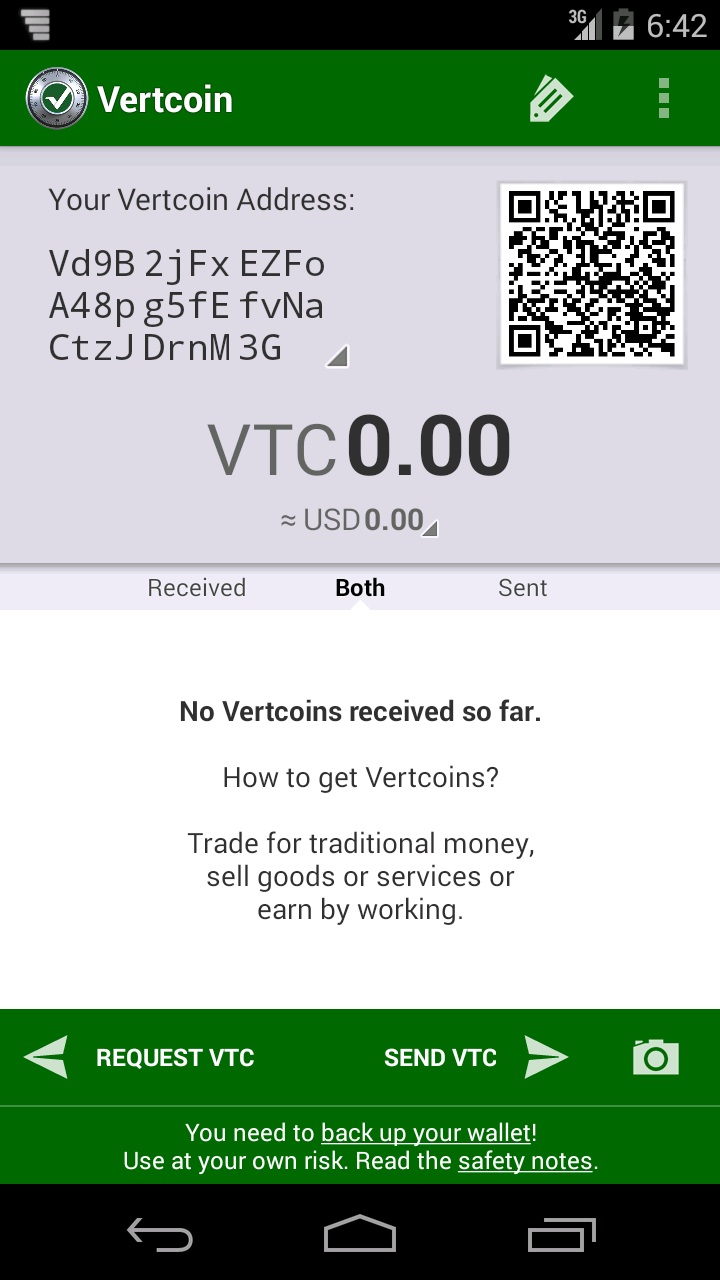 3G 6:42
Vertcoin
Your Vertcoin Address:
Vd9B 2jFx EZFo
A48p g5fE fvNa
CtzJ DrnM 3G
VTC 0.00
≈ USD 0.00
Received Both Sent
No Vertcoins received so far.
How to get Vertcoins?
Trade for traditional money,
sell goods or services or
earn by working.
REQUEST VTC SEND VTC
You need to back up your wallet!
Use at your own risk. Read the safety notes.